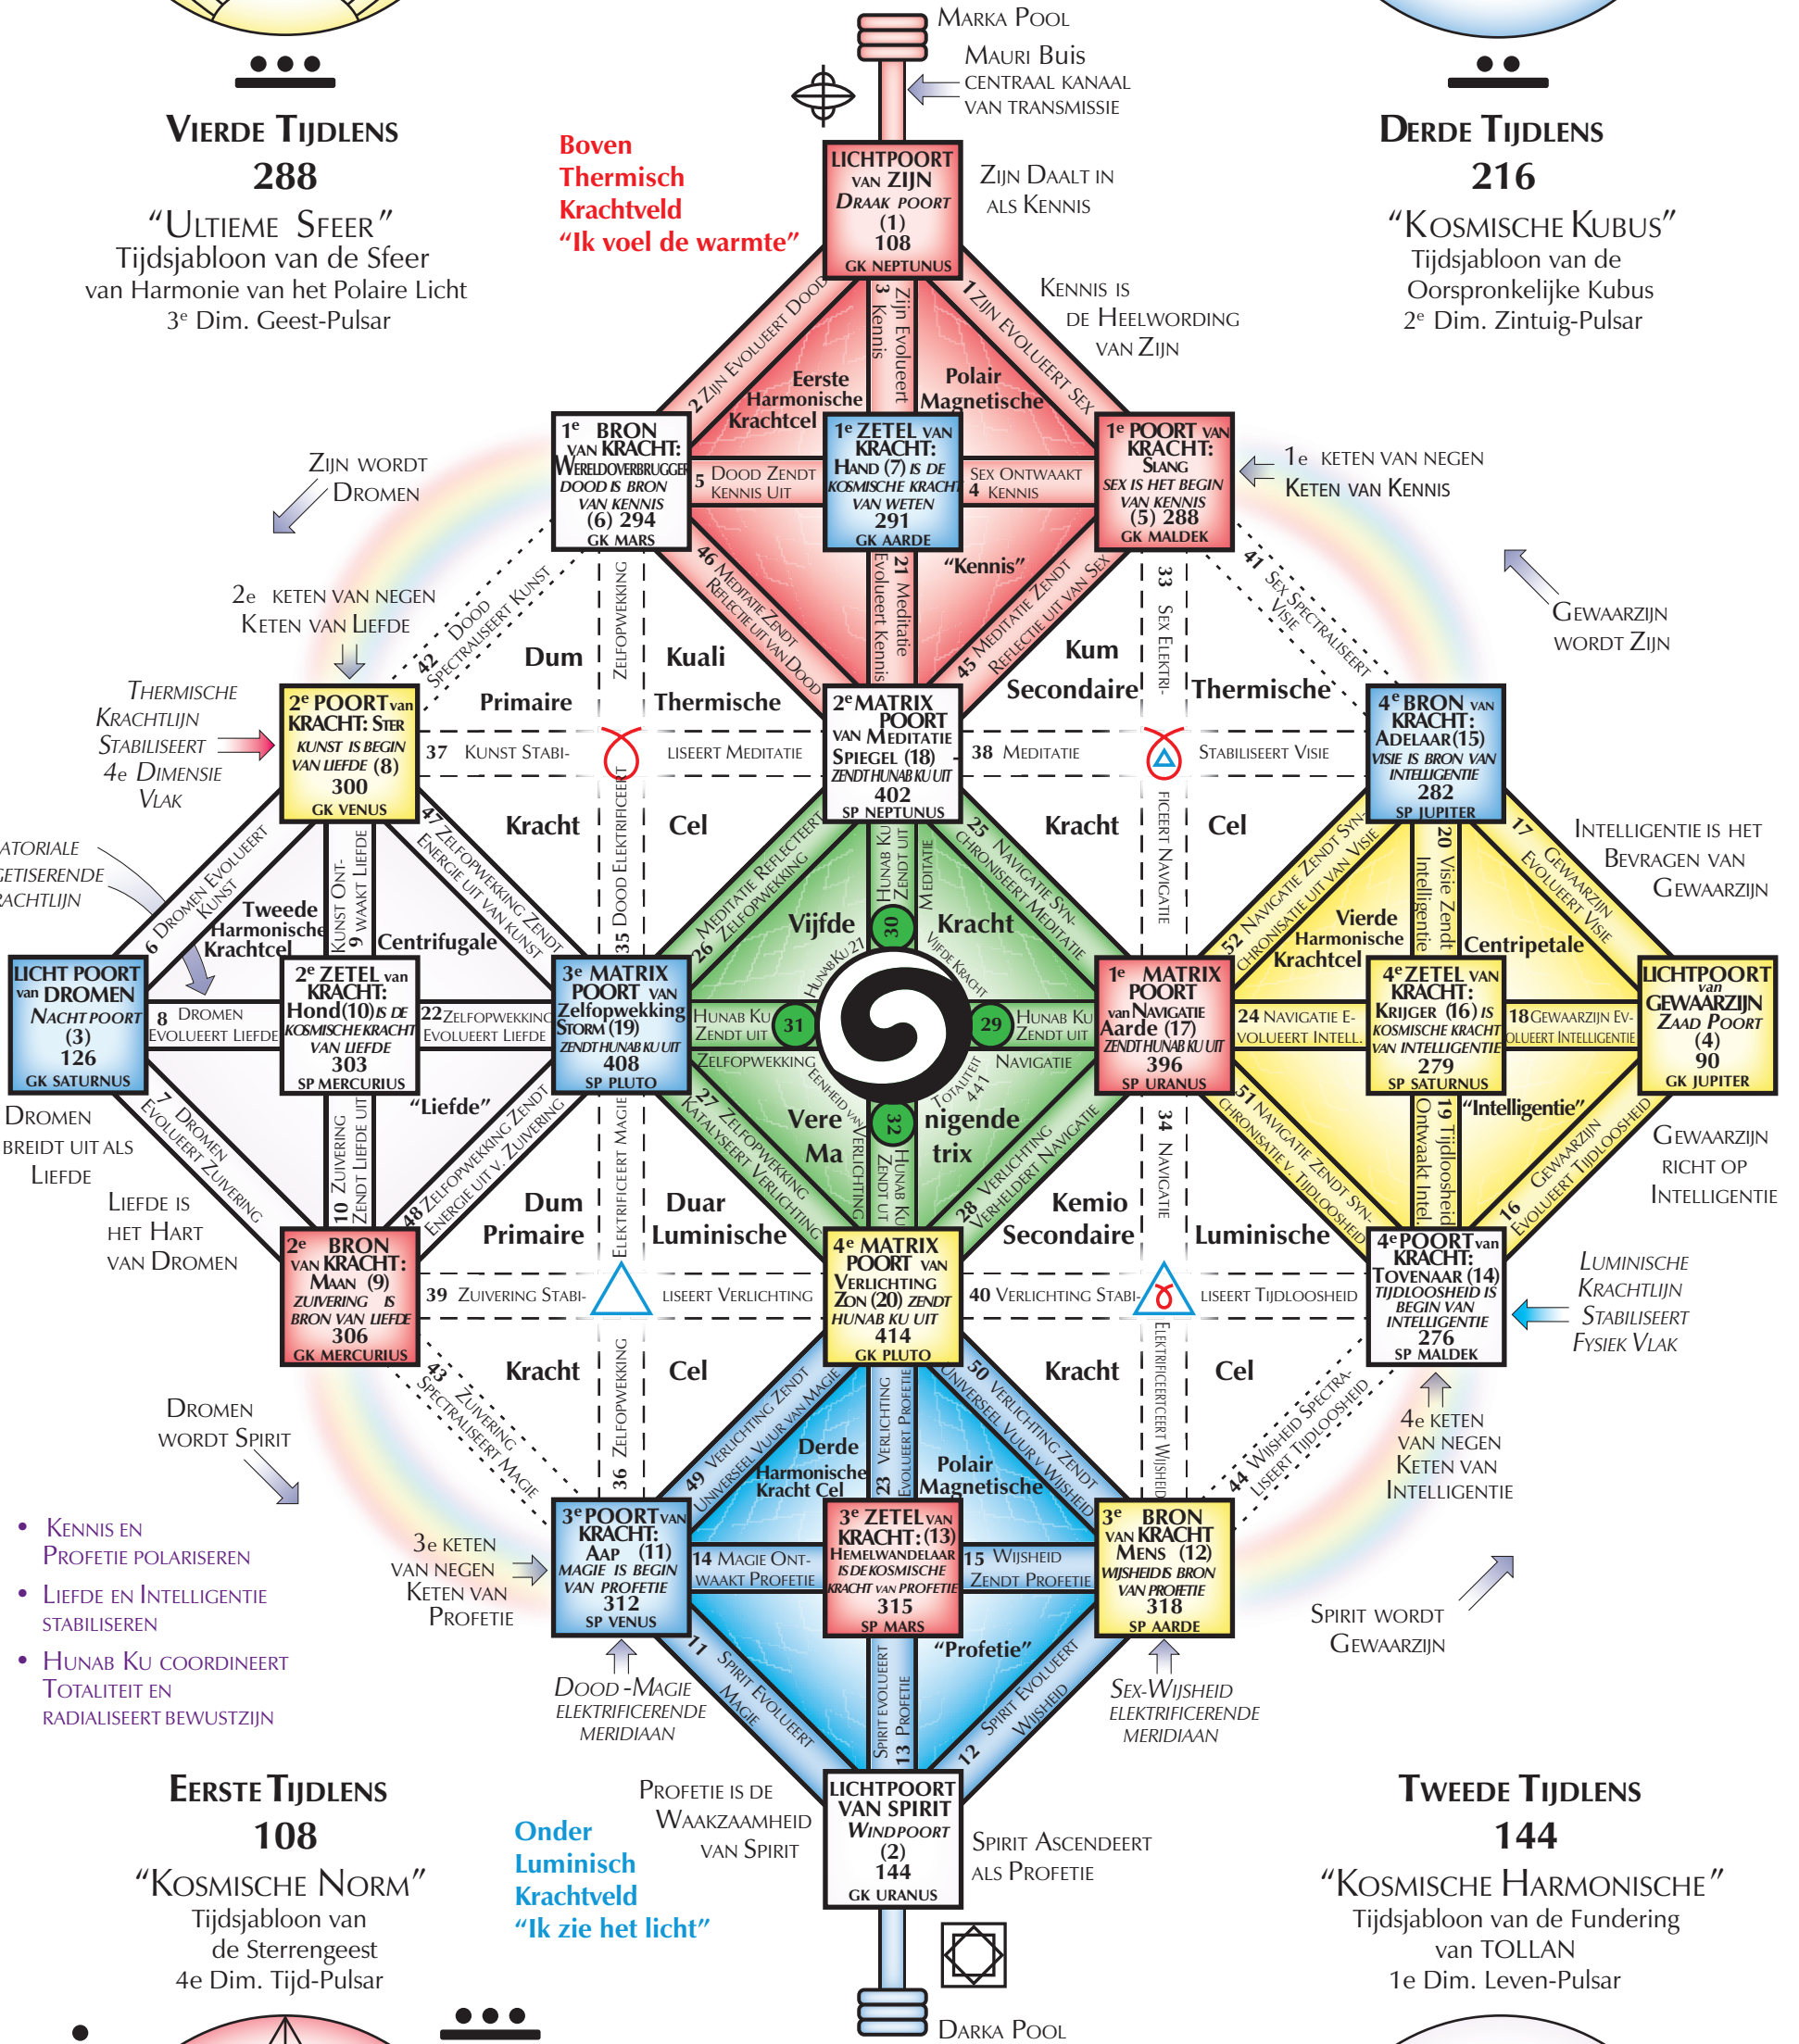 Marka Pool
Mauri Buis
centraal kanaal
van transmissie
Vierde Tijdlens
288
“Ultieme Sfeer”
Tijdsjabloon van de Sfeer
van Harmonie van het Polaire Licht
3e Dim. Geest-Pulsar
Derde Tijdlens
216
“Kosmische Kubus”
Tijdsjabloon van de
Oorspronkelijke Kubus
2e Dim. Zintuig-Pulsar
Boven
Thermisch
Krachtveld
“Ik voel de warmte”
LICHTPOORT
van ZIJN
Draak poort
(1)
108
GK NEPTUNUS
Zijn Daalt in
als Kennis
Kennis is
de Heelwording
van Zijn
2 Zijn Evolueert Dood
3 Zijn Evolueert
Kennis
1 Zijn Evolueert Sex
Eerste
Harmonische
Krachtcel
Polair
Magnetische
1e BRON
VAN KRACHT:
Wereldoverbrugger
DOOD IS BRON
VAN KENNIS
(6) 294
GK MARS
5 Dood Zendt
Kennis Uit
1e ZETEL VAN
KRACHT:
Hand (7) IS DE
KOSMISCHE KRACHT
VAN WETEN
291
GK AARDE
Sex Ontwaakt
4 Kennis
1e POORT VAN
KRACHT:
Slang
SEX IS HET BEGIN
VAN KENNIS
(5) 288
GK MALDEK
1e keten van negen
Keten van Kennis
Zijn wordt
Dromen
46 Meditatie Zendt
Reflectie uit van Dood
21 Meditatie
Evolueert Kennis
“Kennis”
45 Meditatie Zendt
Reflectie uit van Sex
2e keten van negen
Keten van Liefde
42 Dood
Spectraliseert Kunst
Zelfopwekking
33 Sex Elektri-
ficeert Navigatie
41 Sex Spectraliseert
Visie
Gewaarzijn
wordt Zijn
Dum
Kuali
Primaire
Thermische
Kracht
Cel
Kum
Secondaire
Thermische
Kracht
Cel
Thermische
Krachtlijn
Stabiliseert
4e Dimensie
Vlak
2e POORT van
KRACHT: Ster
KUNST IS BEGIN
VAN LIEFDE (8)
300
GK VENUS
37 Kunst Stabi-
liseert Meditatie
2e MATRIX
POORT
van Meditatie
Spiegel (18)
ZENDT HUNAB KU UIT
402
SP NEPTUNUS
38 Meditatie
Stabiliseert Visie
4e BRON VAN
KRACHT:
Adelaar (15)
VISIE IS BRON VAN
INTELLIGENTIE
282
SP JUPITER
Intelligentie is het
Bevragen van
Gewaarzijn
atoriale
getiserende
rachtlijn
6 Dromen Evolueert
Kunst
Kunst Ont-
9 waakt Liefde
47 Zelfopwekking Zendt
Energie uit van Kunst
Tweede
Harmonische
Krachtcel
Centrifugale
35 Dood Elektrificeert
Meditatie Reflecteert
26 Zelfopwekking
Hunab Ku
Zendt uit
Meditatie
25 Navigatie Syn-
chroniseert Meditatie
Vijfde
30
Kracht
Hunab Ku 21
Vijfde Kracht
52 Navigatie Zendt Syn-
chronisatie uit van Visie
20 Visie Zendt
Intelligentie
17 Gewaarzijn
Evolueert Visie
Vierde
Harmonische
Krachtcel
Centripetale
LICHT POORT
van DROMEN
Nacht poort
(3)
126
GK SATURNUS
8 Dromen
Evolueert Liefde
2e ZETEL van
KRACHT:
Hond(10) IS DE
KOSMISCHE KRACHT
VAN LIEFDE
303
SP MERCURIUS
22 Zelfopwekking
Evolueert Liefde
3e MATRIX
POORT VAN
Zelfopwekking
Storm (19)
ZENDT HUNAB KU UIT
408
SP PLUTO
Hunab Ku
Zendt uit
31
Zelfopwekking
29
Hunab Ku
Zendt uit
Navigatie
1e MATRIX
POORT
van Navigatie
Aarde (17)
ZENDT HUNAB KU UIT
396
SP URANUS
24 Navigatie E-
volueert Intell.
4e ZETEL VAN
KRACHT:
Krijger (16) IS
KOSMISCHE KRACHT
VAN INTELLIGENTIE
279
SP SATURNUS
18 Gewaarzijn Ev-
olueert Intelligentie
LICHTPOORT
van
GEWAARZIJN
Zaad Poort
(4)
90
GK JUPITER
Dromen
breidt uit als
Liefde
Liefde is
het Hart
van Dromen
7 Dromen
Evolueert Zuivering
10 Zuivering
Zendt Liefde uit
“Liefde”
48 Zelfopwekking Zendt
Energie uit v. Zuivering
Elektrificeert Magie
27 Zelfopwekking
Katalyseert Verlichting
Eenheid van
Totaliteit
441
Vere
nigende
Ma
trix
32
Verlichting
Zendt uit
Hunab Ku
28 Verlichting
Verheldert Navigatie
34 Navigatie
51 Navigatie Zendt Syn-
chronisatie v. Tijdloosheid
19 Tijdloosheid
Ontwaakt Intel.
“Intelligentie”
16 Gewaarzijn
Evolueert Tijdloosheid
Gewaarzijn
richt op
Intelligentie
Dum
Duar
Primaire
Luminische
Kracht
Cel
Kemio
Secondaire
Luminische
Kracht
Cel
2e BRON
VAN KRACHT:
Maan (9)
ZUIVERING IS
BRON VAN LIEFDE
306
GK MERCURIUS
39 Zuivering Stabi-
liseert Verlichting
4e MATRIX
POORT VAN
Verlichting
Zon (20) ZENDT
HUNAB KU UIT
414
GK PLUTO
40 Verlichting Stabi-
liseert Tijdloosheid
4e POORT van
KRACHT:
Tovenaar (14)
TIJDLOOSHEID IS
BEGIN VAN
INTELLIGENTIE
276
SP MALDEK
Luminische
Krachtlijn
Stabiliseert
Fysiek Vlak
43 Zuivering
Spectraliseert Magie
36 Zelfopwekking
49 Verlichting Zendt
Universeel Vuur van Magie
23 Verlichting
Evolueert Profetie
50 Verlichting Zendt
Universeel Vuur v Wijsheid
Elektrificeertceert Wijsheid
44 Wijsheid Spectra-
liseert Tijdloosheid
Dromen
wordt Spirit
Derde
Harmonische
Kracht Cel
Polair
Magnetische
4e keten
van negen
Keten van
Intelligentie
• Kennis en
Profetie polariseren
• Liefde en Intelligentie
stabiliseren
• Hunab Ku coordineert
Totaliteit en
radialiseert bewustzijn
3e keten
van negen
Keten van
Profetie
3e POORT VAN
KRACHT:
Aap (11)
MAGIE IS BEGIN
VAN PROFETIE
312
SP VENUS
14 Magie Ont-
waakt Profetie
3e ZETEL VAN
KRACHT: (13)
Hemelwandelaar
IS DE KOSMISCHE
KRACHT VAN PROFETIE
315
SP MARS
15 Wijsheid
Zendt Profetie
3e BRON
VAN KRACHT
Mens (12)
WIJSHEID IS BRON
VAN PROFETIE
318
SP AARDE
Spirit wordt
Gewaarzijn
Dood -Magie
elektrificerende
meridiaan
11 Spirit Evolueert
Magie
Spirit evolueert
13 Profetie
“Profetie”
12 Spirit Evolueert
Wijsheid
Sex-Wijsheid
elektrificerende
meridiaan
Eerste Tijdlens
108
“Kosmische Norm”
Tijdsjabloon van
de Sterrengeest
4e Dim. Tijd-Pulsar
Profetie is de
Waakzaamheid
van Spirit
Onder
Luminisch
Krachtveld
“Ik zie het licht”
LICHTPOORT
VAN SPIRIT
Windpoort
(2)
144
GK URANUS
Spirit Ascendeert
als Profetie
Darka Pool
Tweede Tijdlens
144
“Kosmische Harmonische”
Tijdsjabloon van de Fundering
van TOLLAN
1e Dim. Leven-Pulsar